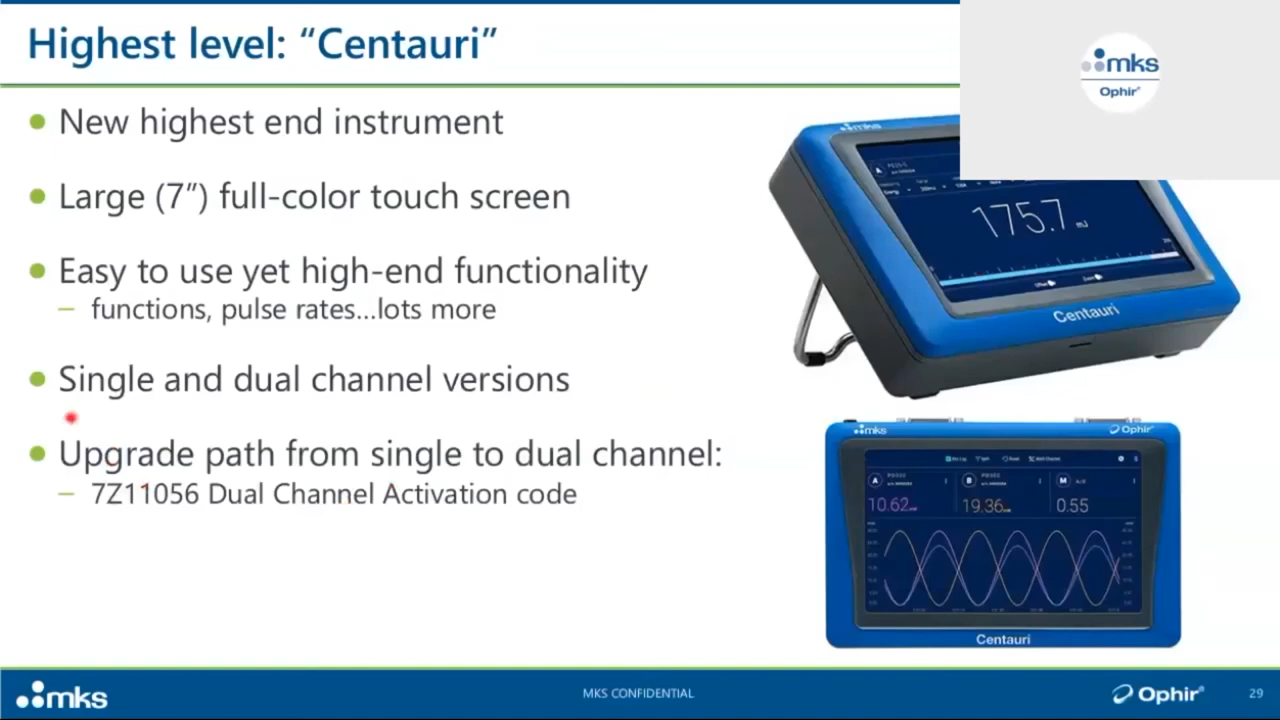 Highest level: “Centauri”
mks
Ophir
New highest end instrument
Large (7”) full-color touch screen
Easy to use yet high-end functionality
– functions, pulse rates...lots more
Single and dual channel versions
Upgrade path from single to dual channel:
– 7Z11056 Dual Channel Activation code
mks
A
175.7 mJ
Centauri
mks
Ophir
A
B
M A/B
10.62
19.36
0.55
Centauri
mks
MKS CONFIDENTIAL
Ophir
29